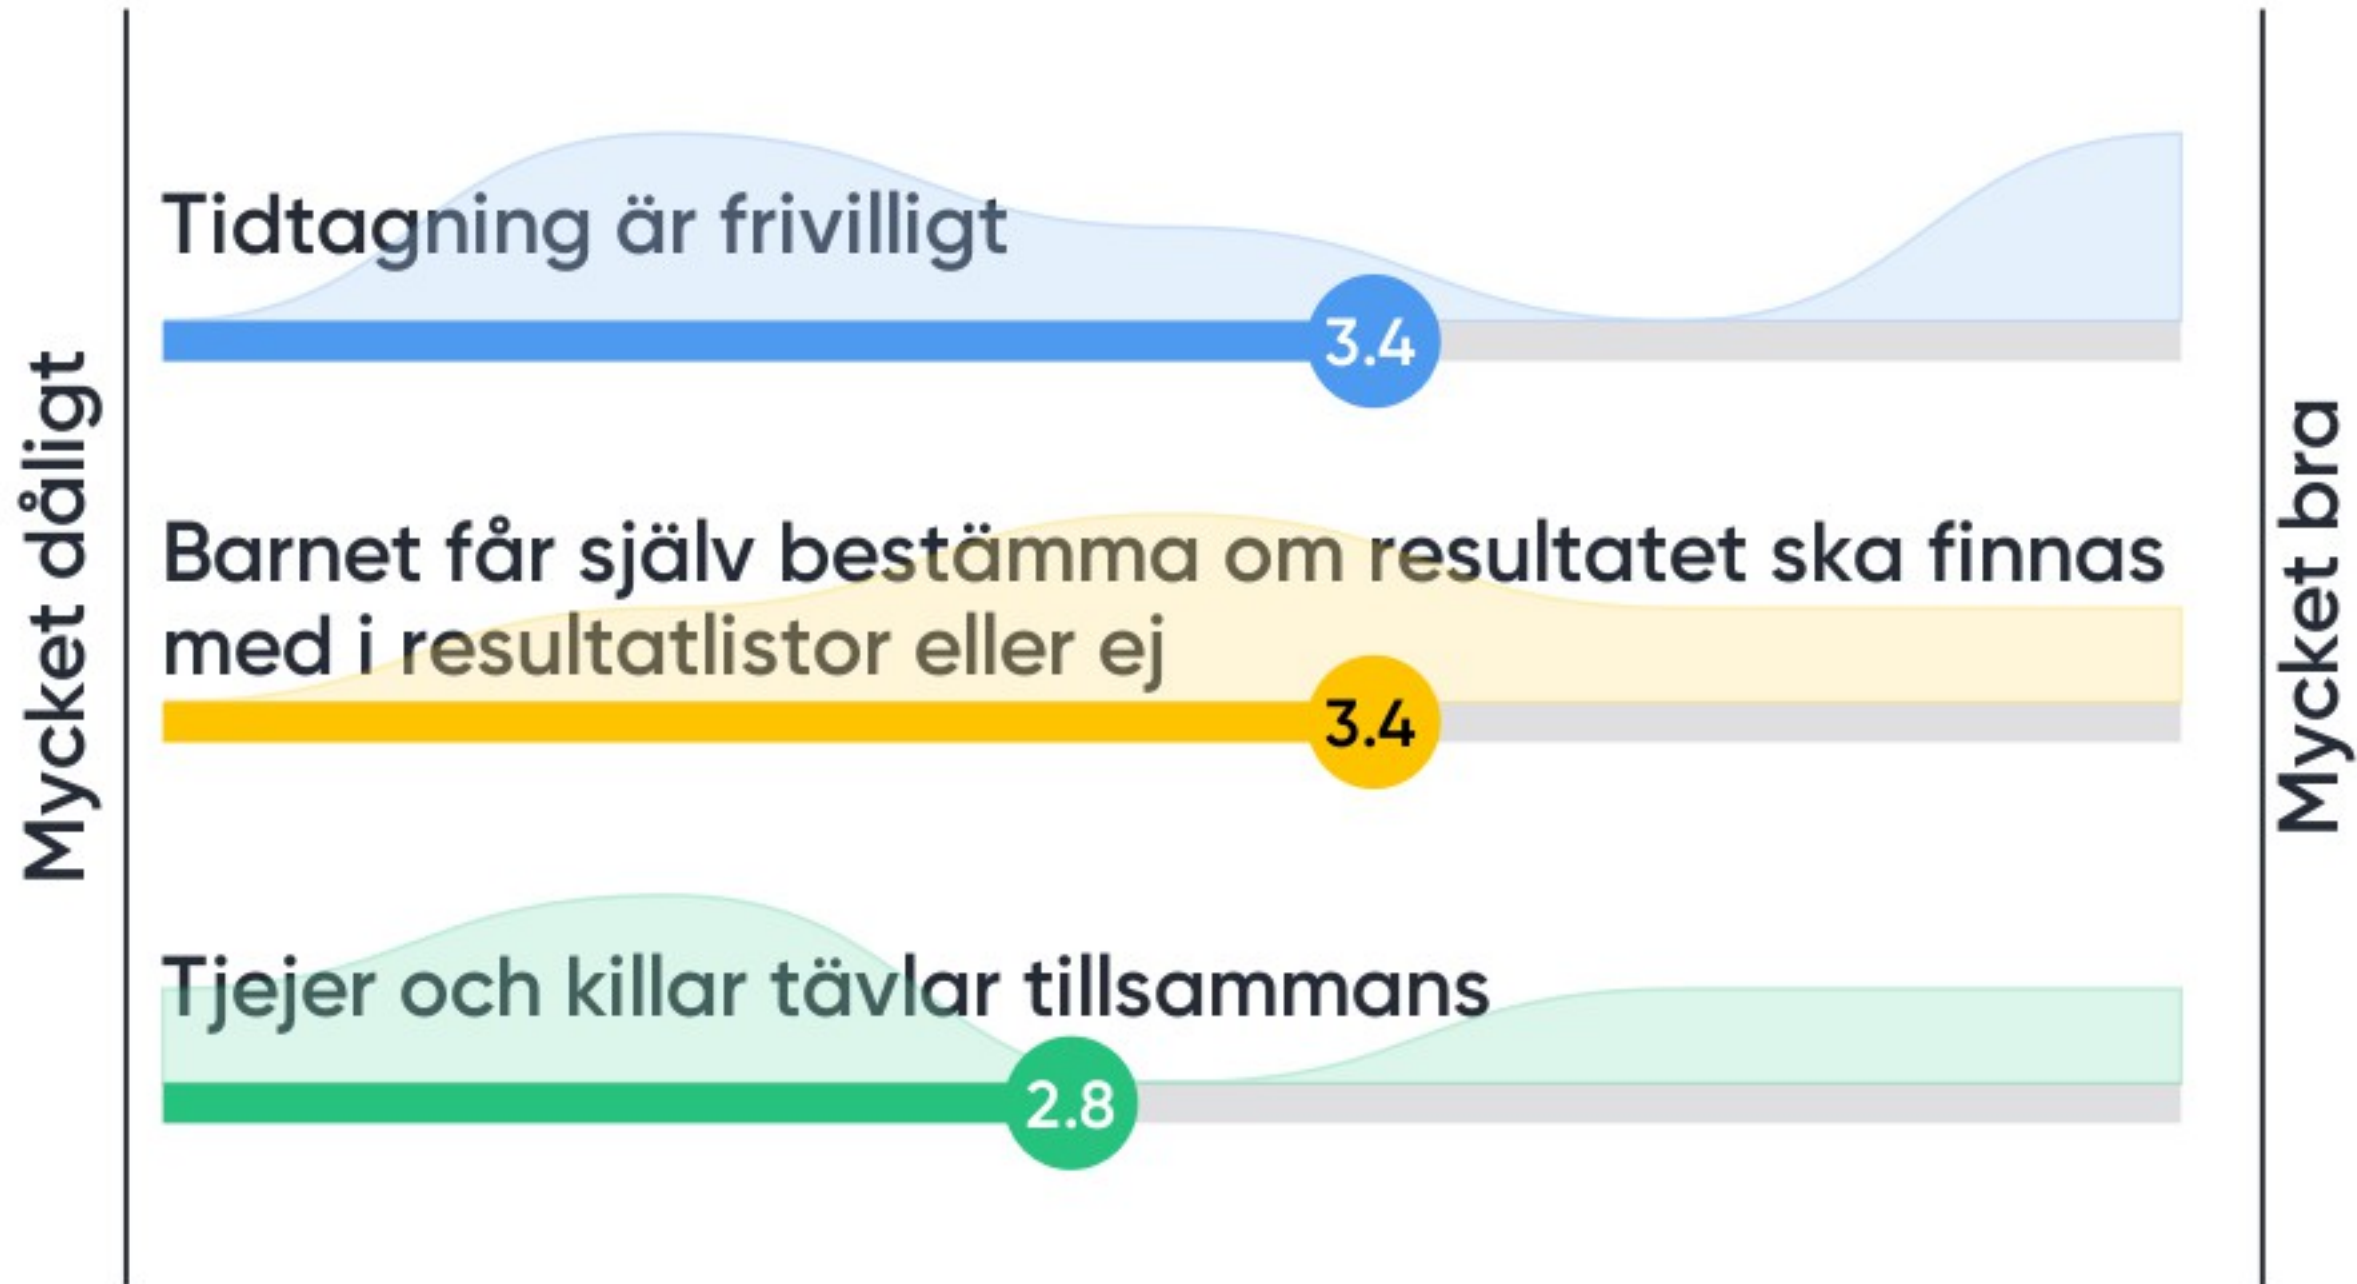 Mycket dåligt
Tidtagning är frivilligt
3.4
Barnet får själv bestämma om resultatet ska finnas
med i resultatlistor eller ej
3.4
Tjejer och killar tävlar tillsammans
2.8
Mycket bra